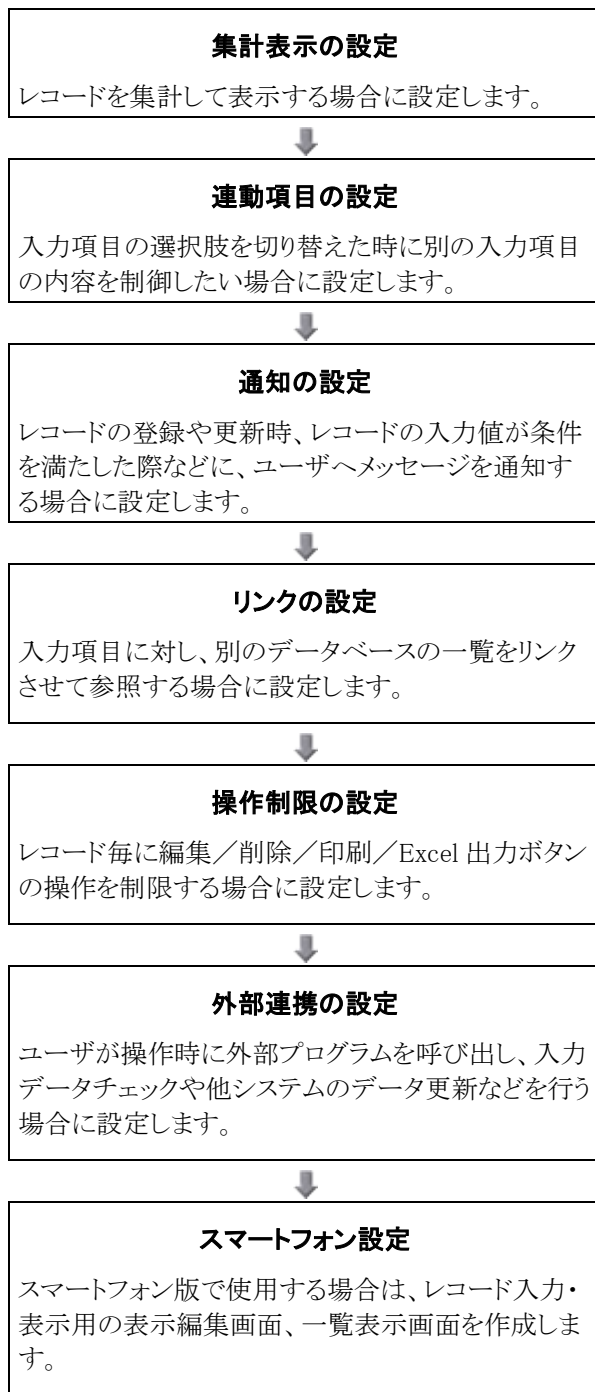 集計表示の設定
レコードを集計して表示する場合に設定します。
連動項目の設定
入力項目の選択肢を切り替えた時に別の入力項目
の内容を制御したい場合に設定します。
通知の設定
レコードの登録や更新時、レコードの入力値が条件
を満たした際などに、ユーザへメッセージを通知す
る場合に設定します。
リンクの設定
入力項目に対し、別のデータベースの一覧をリンク
させて参照する場合に設定します。
操作制限の設定
レコード毎に編集／削除／印刷／Excel 出力ボタン
の操作を制限する場合に設定します。
外部連携の設定
ユーザが操作時に外部プログラムを呼び出し、入力
データチェックや他システムのデータ更新などを行う
場合に設定します。
スマートフォン設定
スマートフォン版で使用する場合は、レコード入力・
表示用の表示編集画面、一覧表示画面を作成しま
す。